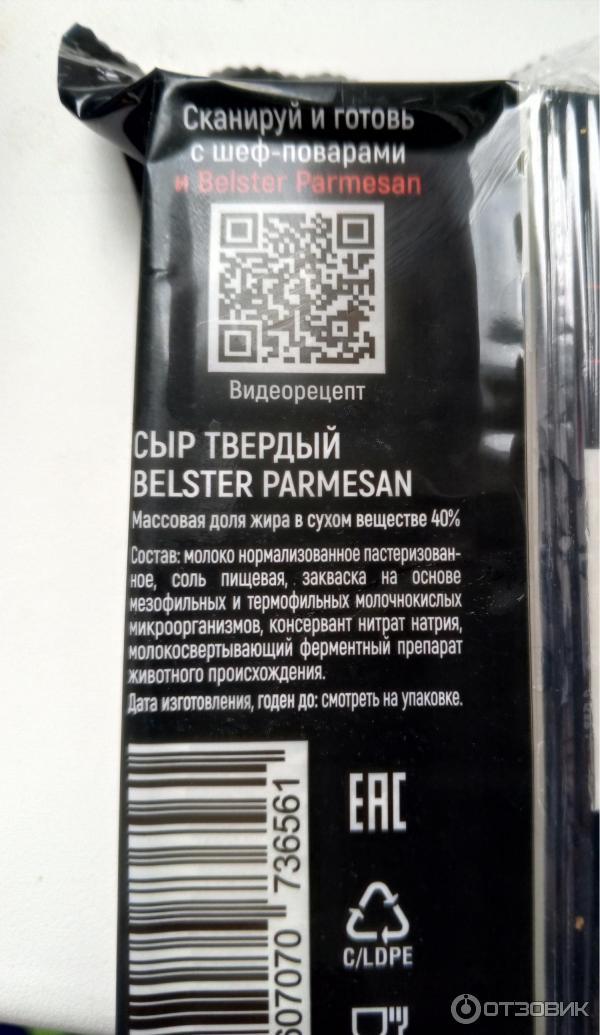 Сканируй и готовь
с шеф-поварами
и Belster Parmesan
Видеорецепт
СЫР ТВЕРДЫЙ
BELSTER PARMESAN
Массовая доля жира в сухом веществе 40%
Состав: молоко нормализованное пастеризован-
ное, соль пищевая, закваска на основе
мезофильных и термофильных молочнокислых
микроорганизмов, консервант нитрат натрия,
молокосвертывающий ферментный препарат
животного происхождения.
Дата изготовления, годен до: смотреть на упаковке.
607070 736561
EAC
C/LDPE
ОТЗОВИК